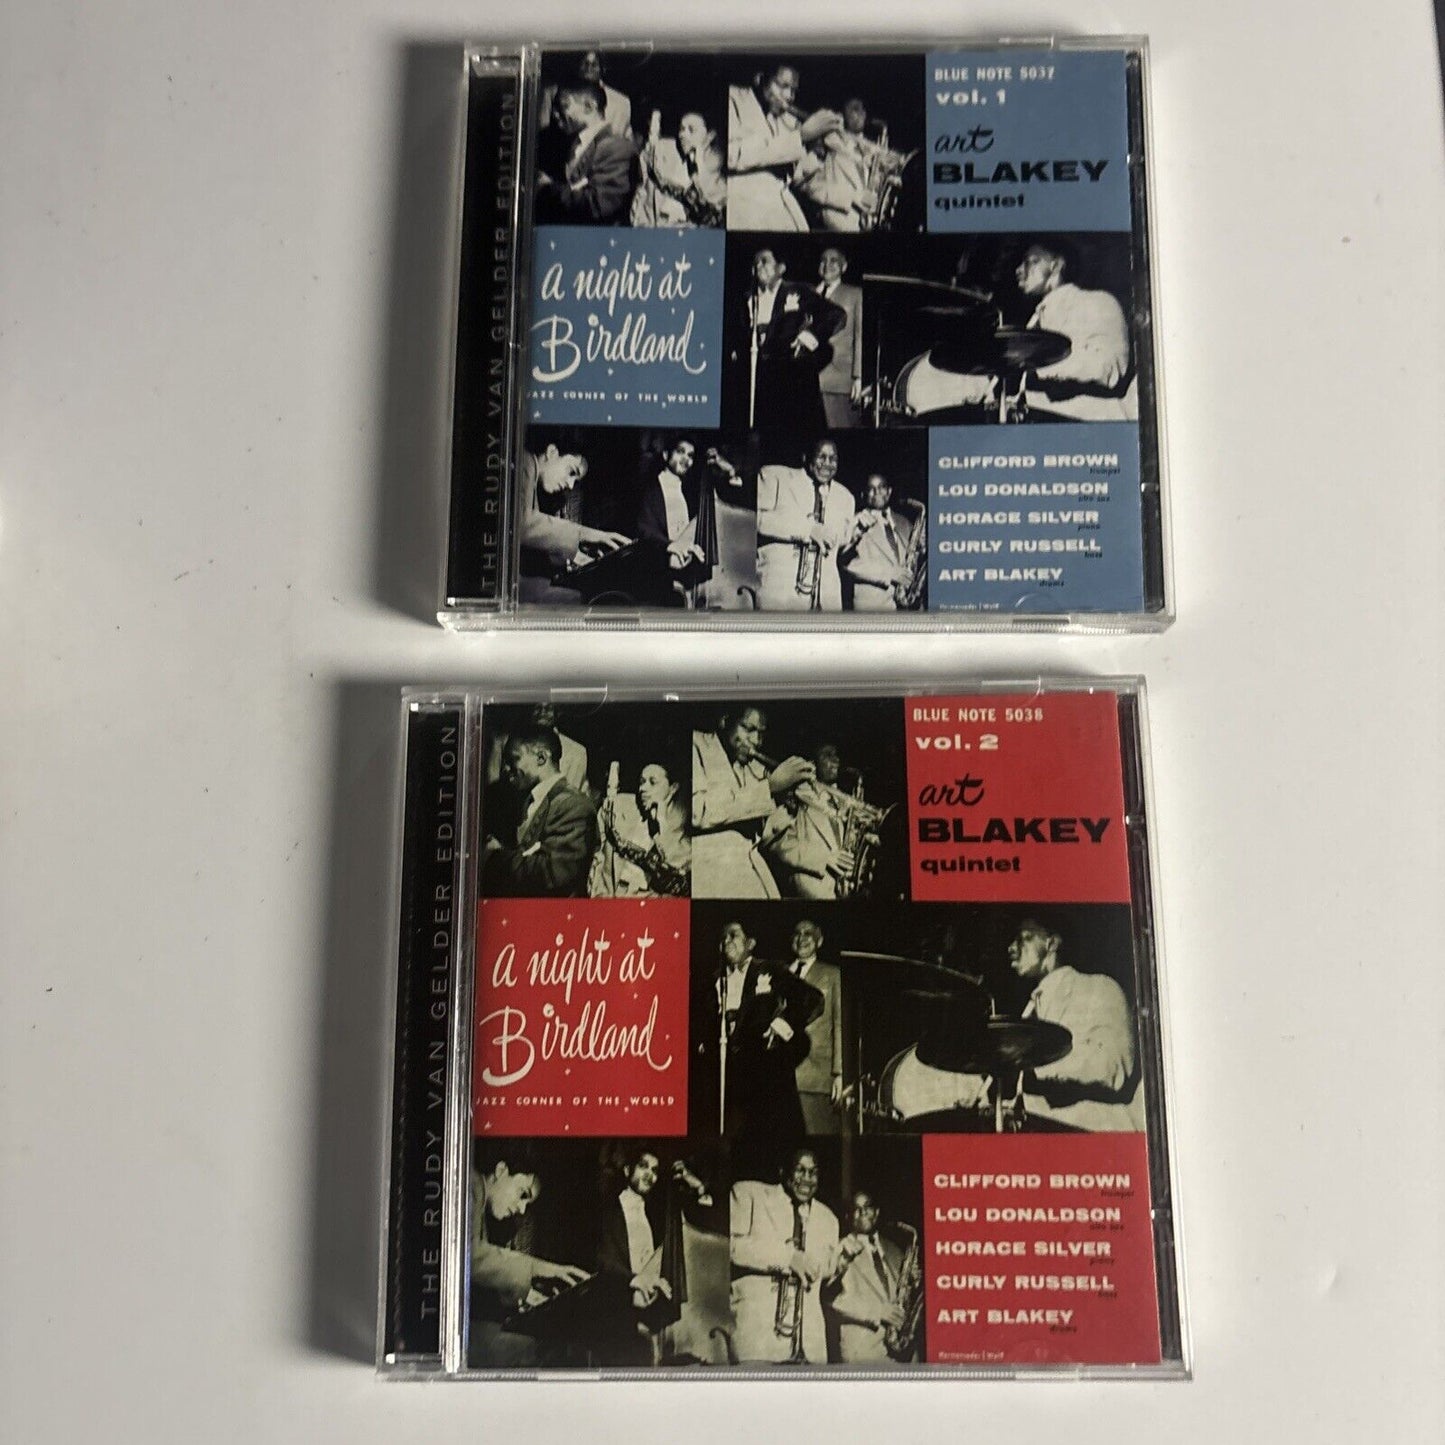 THE RUDY VAN GELDER EDITION
BLUE NOTE 5037
vol. 1
art
BLAKEY
quintet
a night at
Birdland
JAZZ CORNER OF THE WORLD
CLIFFORD BROWN
trumpet
LOU DONALDSON
alto sax
HORACE SILVER
piano
CURLY RUSSELL
bass
ART BLAKEY
drums
THE RUDY VAN GELDER EDITION
BLUE NOTE 5038
vol. 2
art
BLAKEY
quintet
a night at
Birdland
JAZZ CORNER OF THE WORLD
CLIFFORD BROWN
trumpet
LOU DONALDSON
alto sax
HORACE SILVER
piano
CURLY RUSSELL
bass
ART BLAKEY
drums